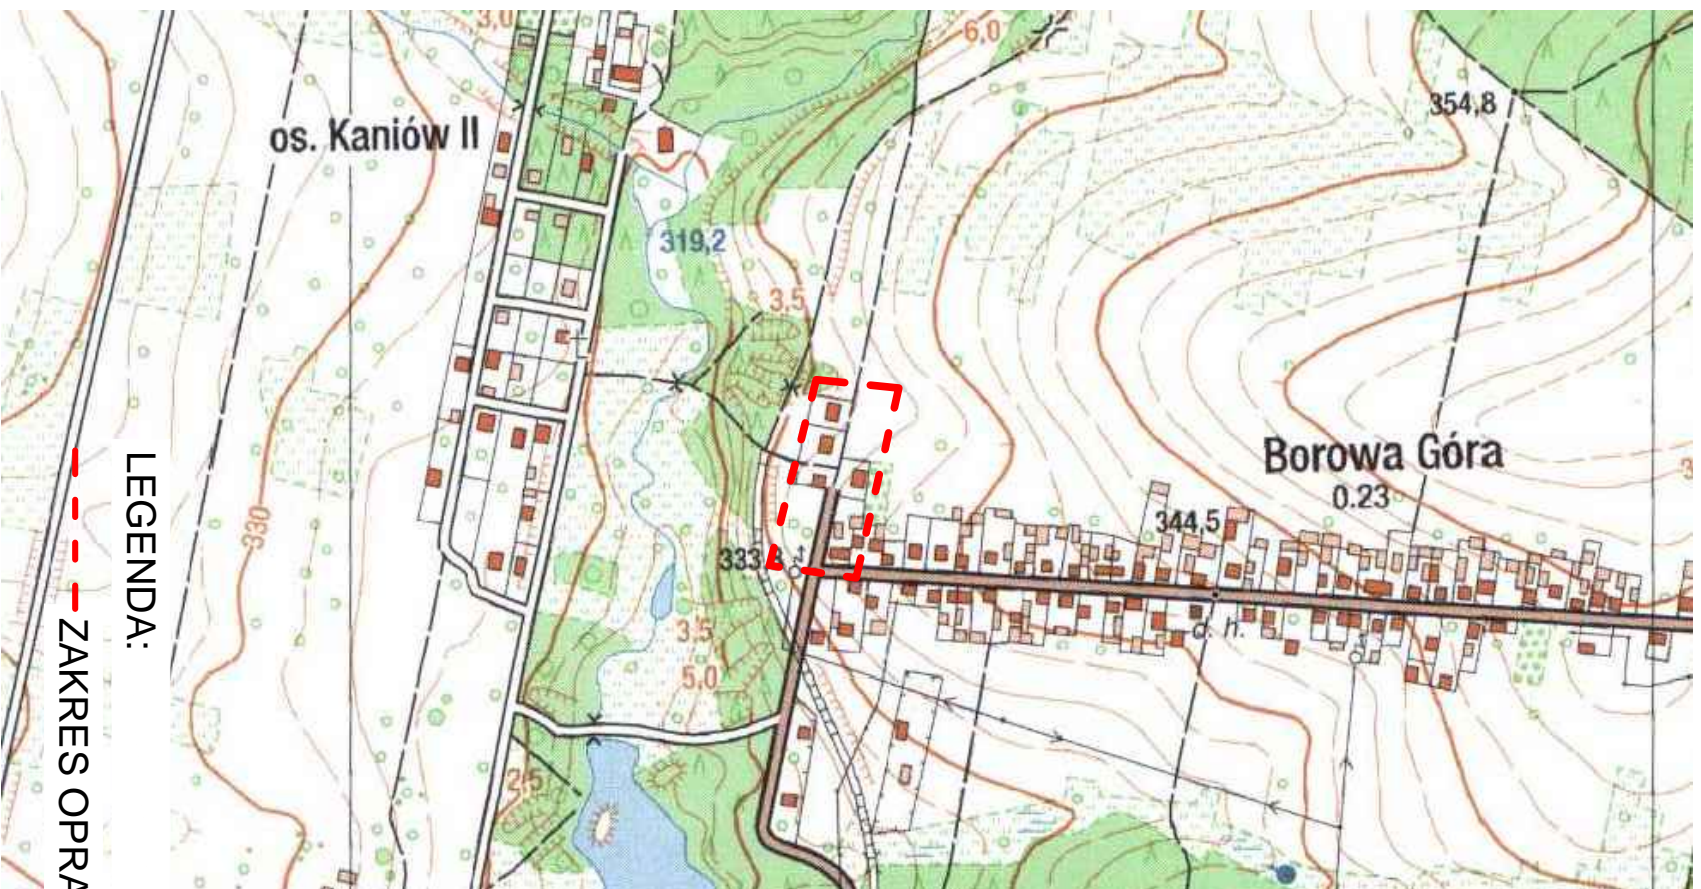 3,0
6,0
354,8
os. Kaniów II
319,2
3,5
Borowa Góra
0.23
344,5
330
333,
3,5
5,0
d. h.
2,5
LEGENDA:
ZAKRES OPRA